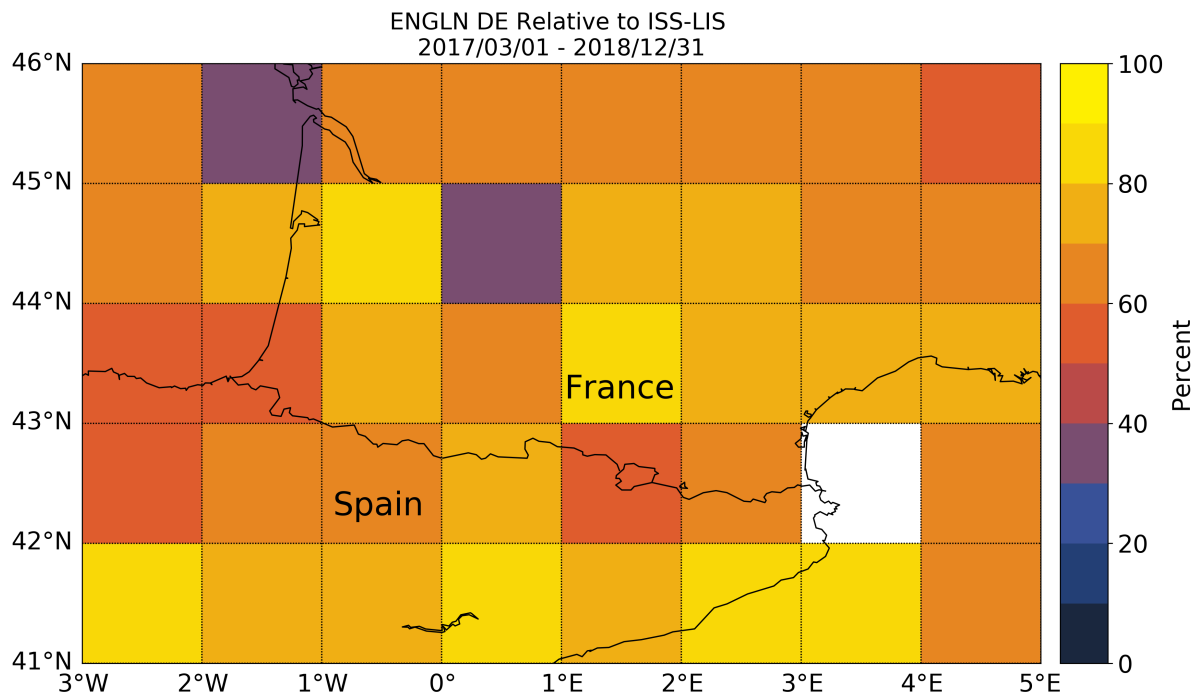 ENGLN DE Relative to ISS-LIS
2017/03/01 - 2018/12/31
46°N
45°N
44°N
43°N
42°N
41°N
3°W
2°W
1°W
0°
1°E
2°E
3°E
4°E
5°E
France
Spain
100
80
60
40
20
0
Percent